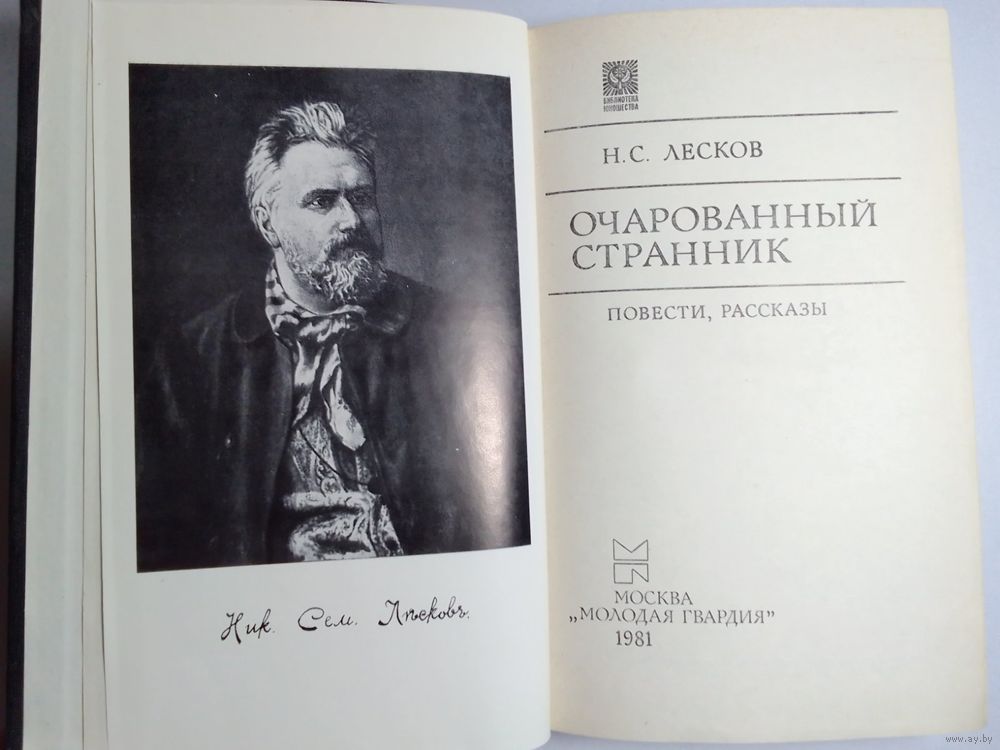 Ник. Сем. Лѣсковъ.
БИБЛИОТЕКА
ЮНОШЕСТВА
Н.С. ЛЕСКОВ
ОЧАРОВАННЫЙ
СТРАННИК
ПОВЕСТИ, РАССКАЗЫ
МОСКВА
„МОЛОДАЯ ГВАРДИЯ"
1981
www.ay.by